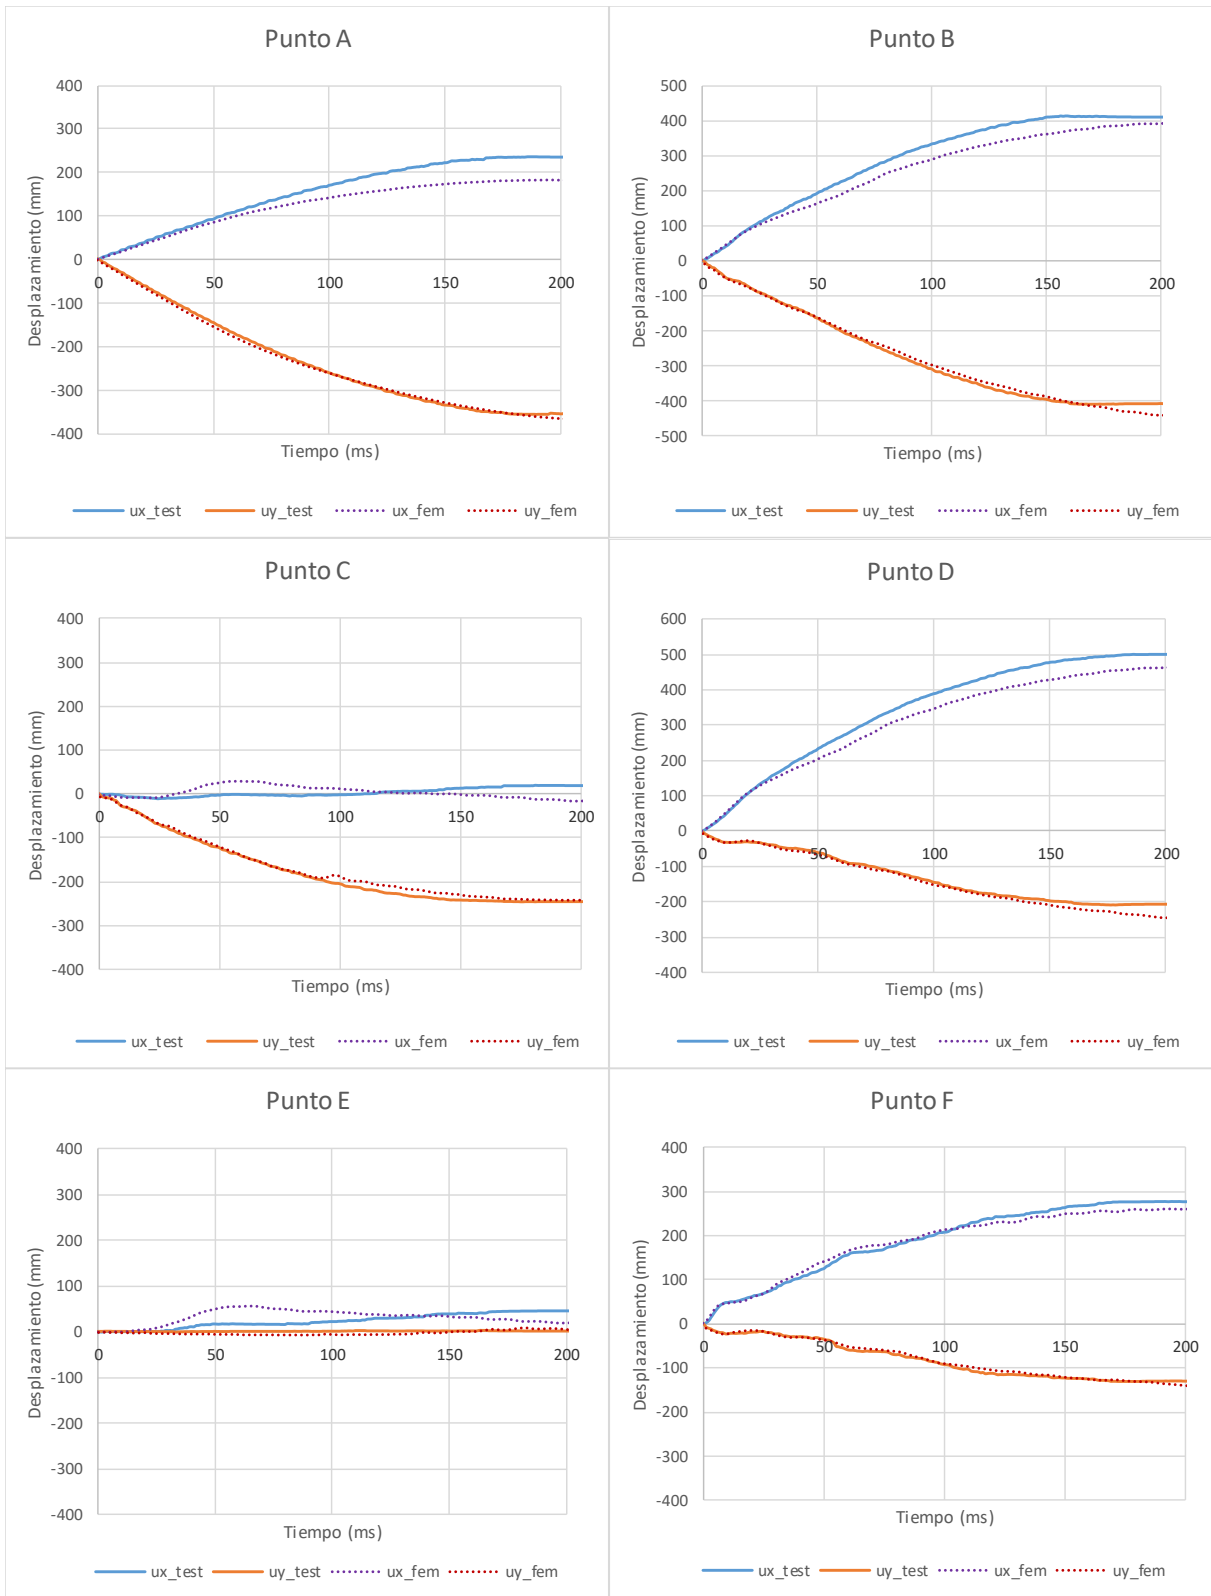 Punto A
400
300
200
100
0
-100
-200
-300
-400
0 50 100 150 200
Desplazamiento (mm)
Tiempo (ms)
ux_test uy_test ux_fem uy_fem
Punto B
500
400
300
200
100
0
-100
-200
-300
-400
-500
0 50 100 150 200
Desplazamiento (mm)
Tiempo (ms)
ux_test uy_test ux_fem uy_fem
Punto C
400
300
200
100
0
-100
-200
-300
-400
0 50 100 150 200
Desplazamiento (mm)
Tiempo (ms)
ux_test uy_test ux_fem uy_fem
Punto D
600
500
400
300
200
100
0
-100
-200
-300
-400
0 50 100 150 200
Desplazamiento (mm)
Tiempo (ms)
ux_test uy_test ux_fem uy_fem
Punto E
400
300
200
100
0
-100
-200
-300
-400
0 50 100 150 200
Desplazamiento (mm)
Tiempo (ms)
ux_test uy_test ux_fem uy_fem
Punto F
400
300
200
100
0
-100
-200
-300
-400
0 50 100 150 200
Desplazamiento (mm)
Tiempo (ms)
ux_test uy_test ux_fem uy_fem